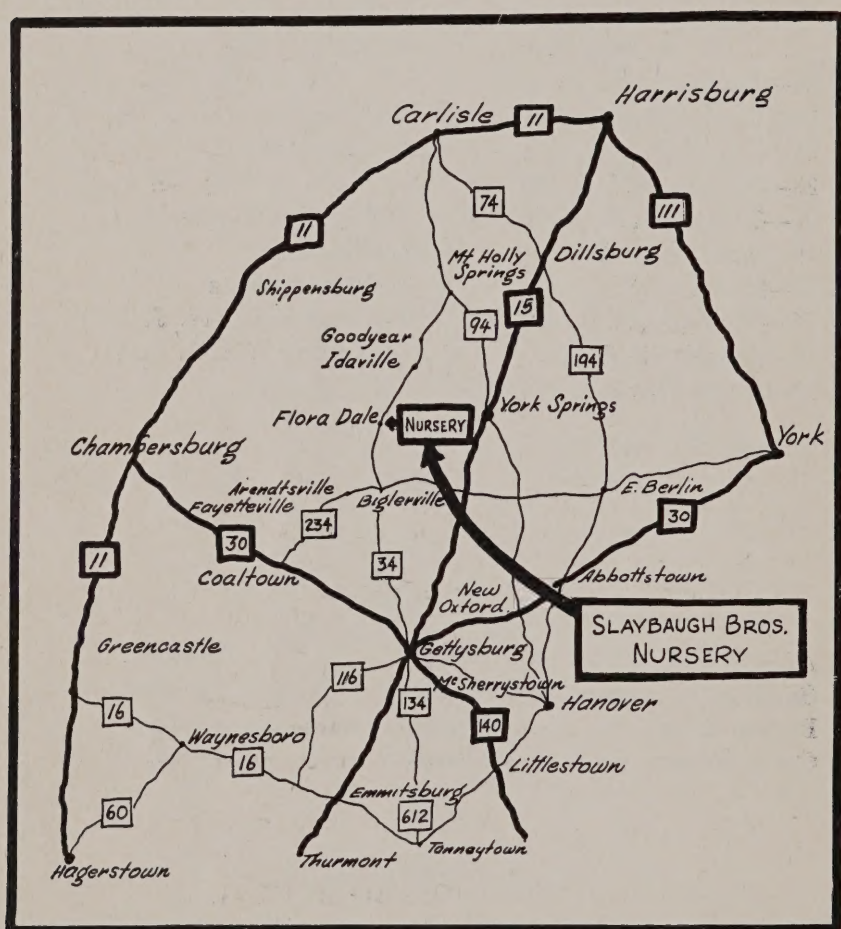 Harrisburg
Carlisle
11
111
74
11
Mt Holly
Springs
Dillsburg
Shippensburg
15
94
Goodyear
Idaville
194
Flora Dale
NURSERY
York Springs
Chambersburg
York
Arendtsville
Fayetteville
Biglerville
E. Berlin
234
30
30
34
11
Coaltown
New
Oxford
Abbottstown
SLAYBAUGH BROS.
NURSERY
Greencastle
Gettysburg
116
McSherrystown
134
Hanover
16
140
Waynesboro
16
Littlestown
Emmitsburg
60
612
Hagerstown
Thurmont
Tanneytown